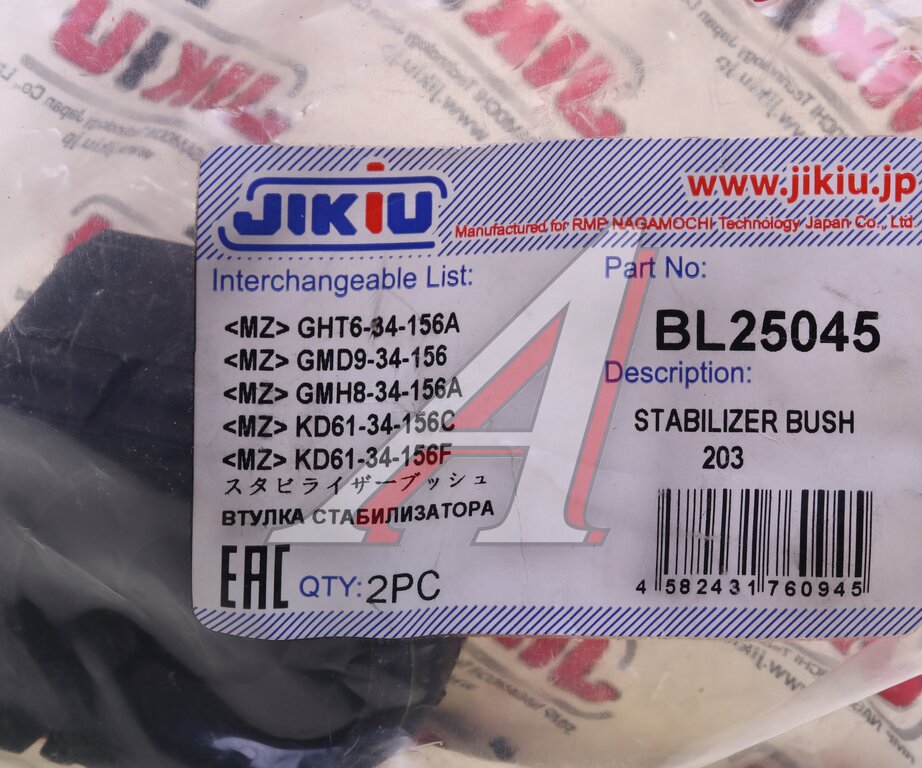 JIKIU
www.jikiu.jp
Manufactured for RMP NAGAMOCHI Technology Japan Co., Ltd
Interchangeable List:
<MZ> GHT6-34-156A
<MZ> GMD9-34-156
<MZ> GMH8-34-156A
<MZ> KD61-34-156C
<MZ> KD61-34-156F
スタビライザーブッシュ
ВТУЛКА СТАБИЛИЗАТОРА
EAC QTY: 2PC
Part No:
BL25045
Description:
STABILIZER BUSH
203
4 582431 760945